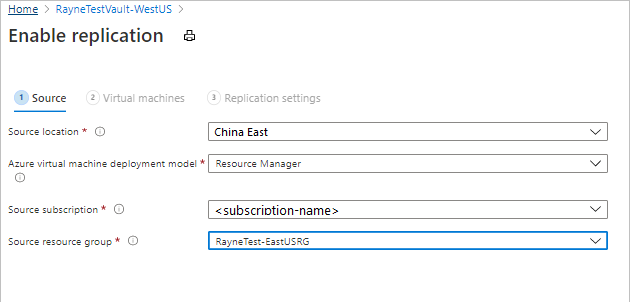 Home > RayneTestVault-WestUS >
Enable replication
1 Source 2 Virtual machines 3 Replication settings
Source location * China East
Azure virtual machine deployment model * Resource Manager
Source subscription * <subscription-name>
Source resource group * RayneTest-EastUSRG